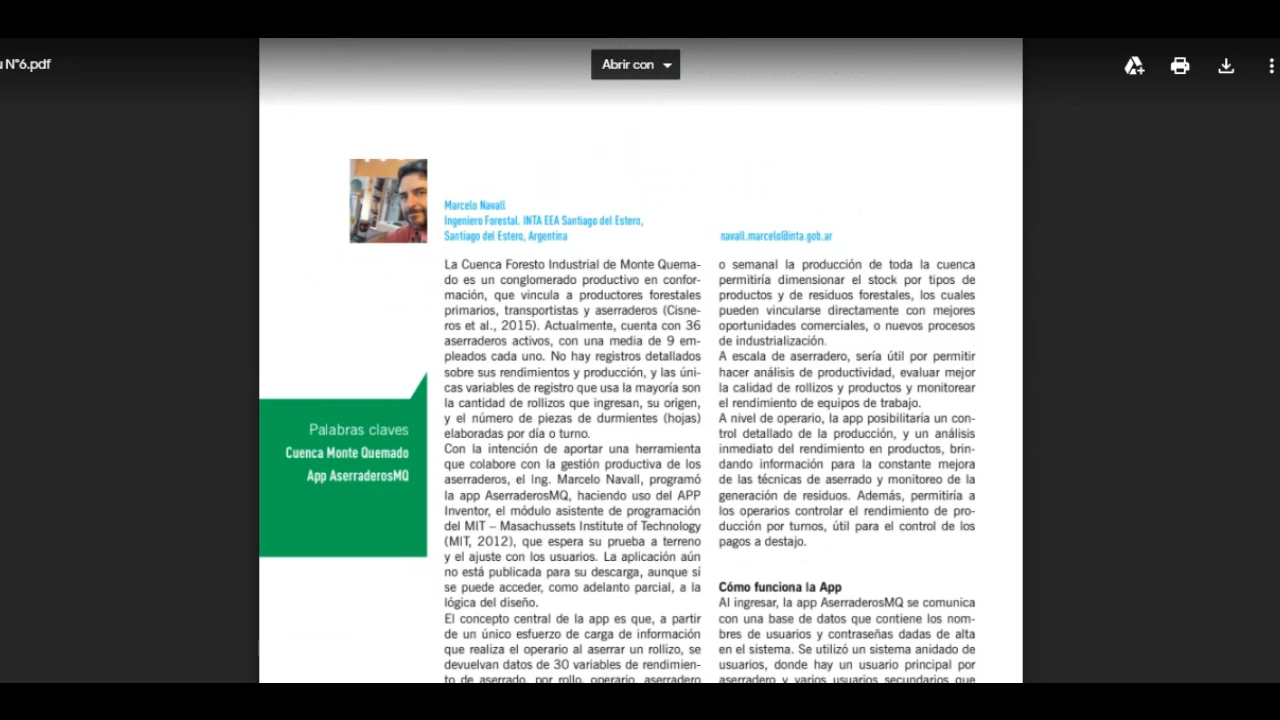 u N°6.pdf
Abrir con
Marcelo Navall
Ingeniero Forestal. INTA EEA Santiago del Estero,
Santiago del Estero, Argentina
navall.marcelo@inta.gob.ar
Palabras claves
Cuenca Monte Quemado
App AserraderosMQ
La Cuenca Foresto Industrial de Monte Quema-
do es un conglomerado productivo en confor-
mación, que vincula a productores forestales
primarios, transportistas y aserraderos (Cisne-
ros et al., 2015). Actualmente, cuenta con 36
aserraderos activos, con una media de 9 em-
pleados cada uno. No hay registros detallados
sobre sus rendimientos y producción, y las úni-
cas variables de registro que usa la mayoría son
la cantidad de rollizos que ingresan, su origen,
y el número de piezas de durmientes (hojas)
elaboradas por día o turno.
Con la intención de aportar una herramienta
que colabore con la gestión productiva de los
aserraderos, el Ing. Marcelo Navall, programó
la app AserraderosMQ, haciendo uso del APP
Inventor, el módulo asistente de programación
del MIT – Masachussets Institute of Technology
(MIT, 2012), que espera su prueba a terreno
y el ajuste con los usuarios. La aplicación aún
no está publicada para su descarga, aunque sí
se puede acceder, como adelanto parcial, a la
lógica del diseño.
El concepto central de la app es que, a partir
de un único esfuerzo de carga de información
que realiza el operario al aserrar un rollizo, se
devuelvan datos de 30 variables de rendimien-
to de aserrado, por rollo, operario, aserradero
o semanal la producción de toda la cuenca
permitiría dimensionar el stock por tipos de
productos y de residuos forestales, los cuales
pueden vincularse directamente con mejores
oportunidades comerciales, o nuevos procesos
de industrialización.
A escala de aserradero, sería útil por permitir
hacer análisis de productividad, evaluar mejor
la calidad de rollizos y productos y monitorear
el rendimiento de equipos de trabajo.
A nivel de operario, la app posibilitaría un con-
trol detallado de la producción, y un análisis
inmediato del rendimiento en productos, brin-
dando información para la constante mejora
de las técnicas de aserrado y monitoreo de la
generación de residuos. Además, permitiría a
los operarios controlar el rendimiento de pro-
ducción por turnos, útil para el control de los
pagos a destajo.
Cómo funciona la App
Al ingresar, la app AserraderosMQ se comunica
con una base de datos que contiene los nom-
bres de usuarios y contraseñas dadas de alta
en el sistema. Se utilizó un sistema anidado de
usuarios, donde hay un usuario principal por
aserradero y varios usuarios secundarios que